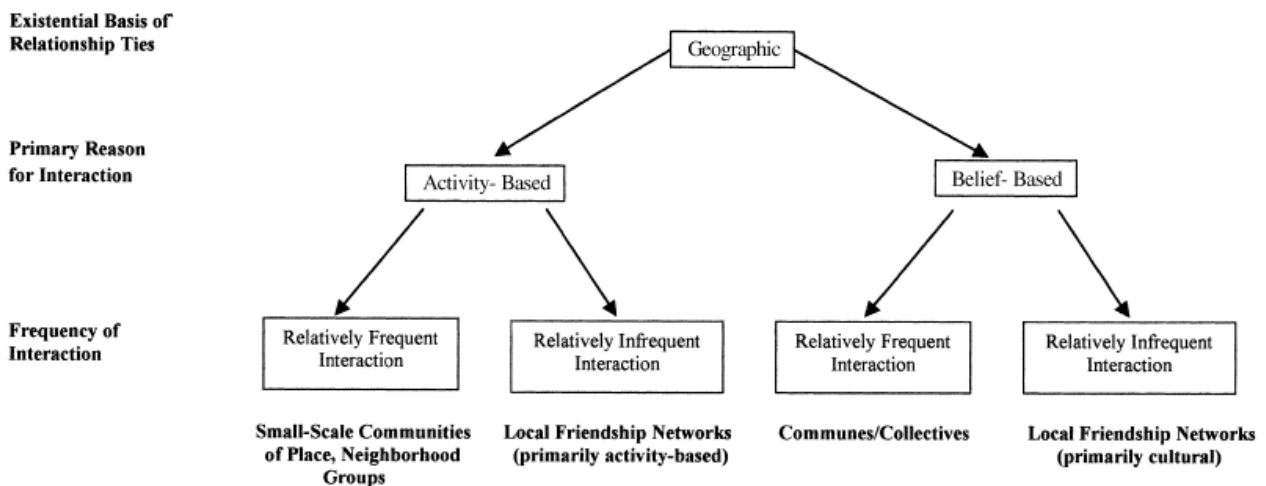 Existential Basis of
Relationship Ties
Geographic
Primary Reason
for Interaction
Activity- Based
Belief- Based
Frequency of
Interaction
Relatively Frequent
Interaction
Relatively Infrequent
Interaction
Relatively Frequent
Interaction
Relatively Infrequent
Interaction
Small-Scale Communities
of Place, Neighborhood
Groups
Local Friendship Networks
(primarily activity-based)
Communes/Collectives
Local Friendship Networks
(primarily cultural)